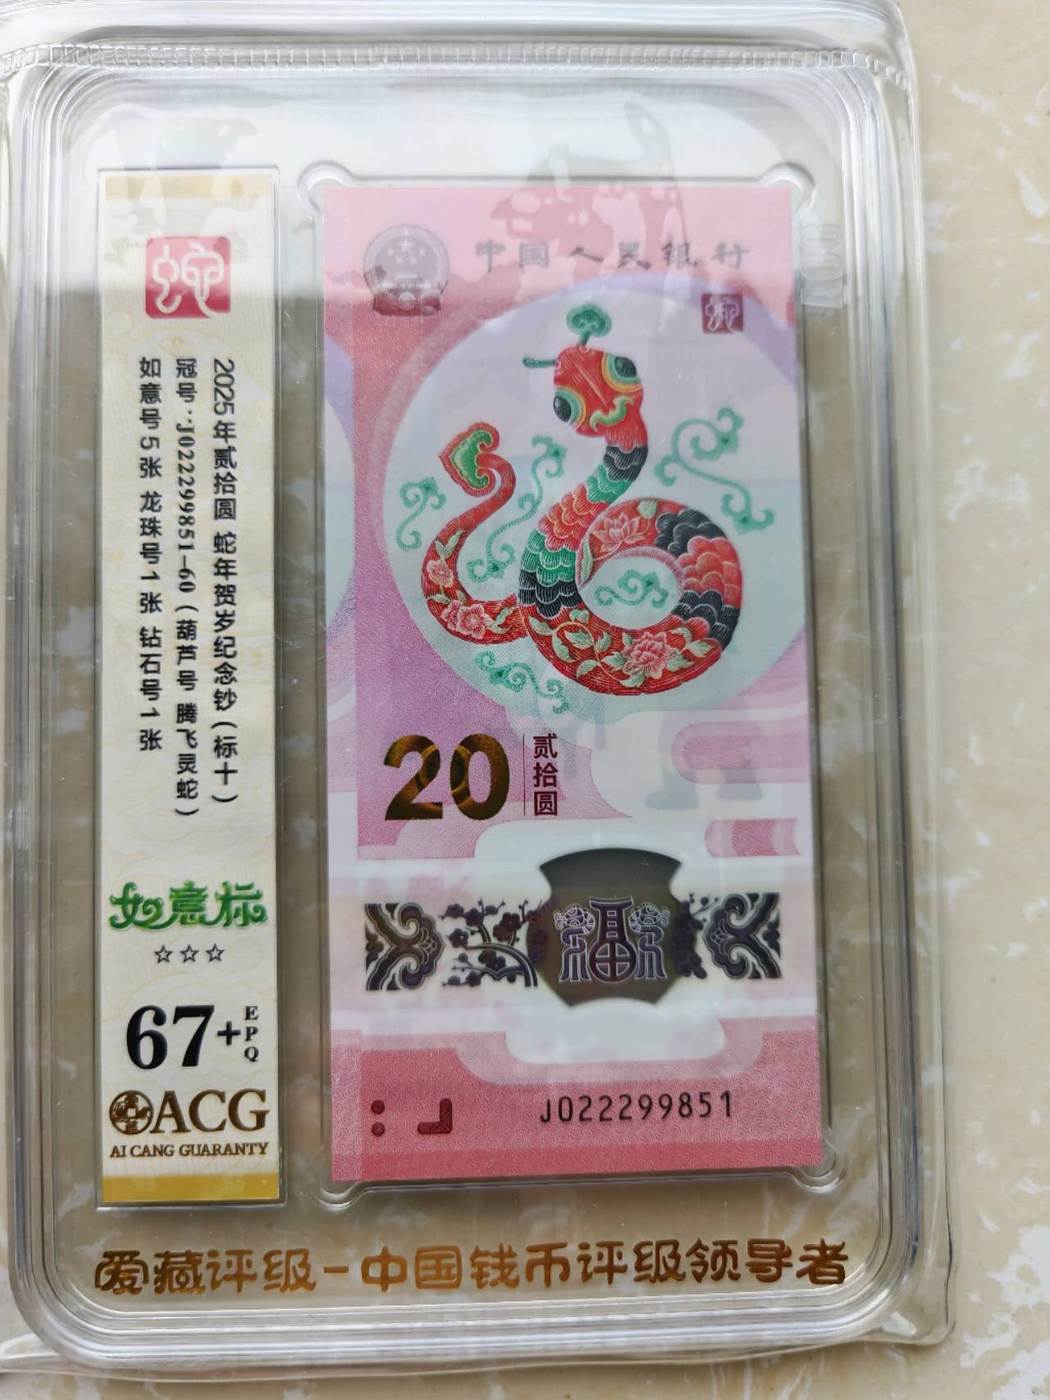 蛇
2025年贰拾圆 蛇年贺岁纪念钞(标十)
冠号:J022299851—60(葫芦号 腾飞灵蛇)
如意号5张 龙珠号1张 钻石号1张
如意标
☆☆☆
67+
EPQ
ACG
AI CANG GUARANTY
中国人民银行
蛇
20
贰拾圆
福
J022299851
爱藏评级-中国钱币评级领导者